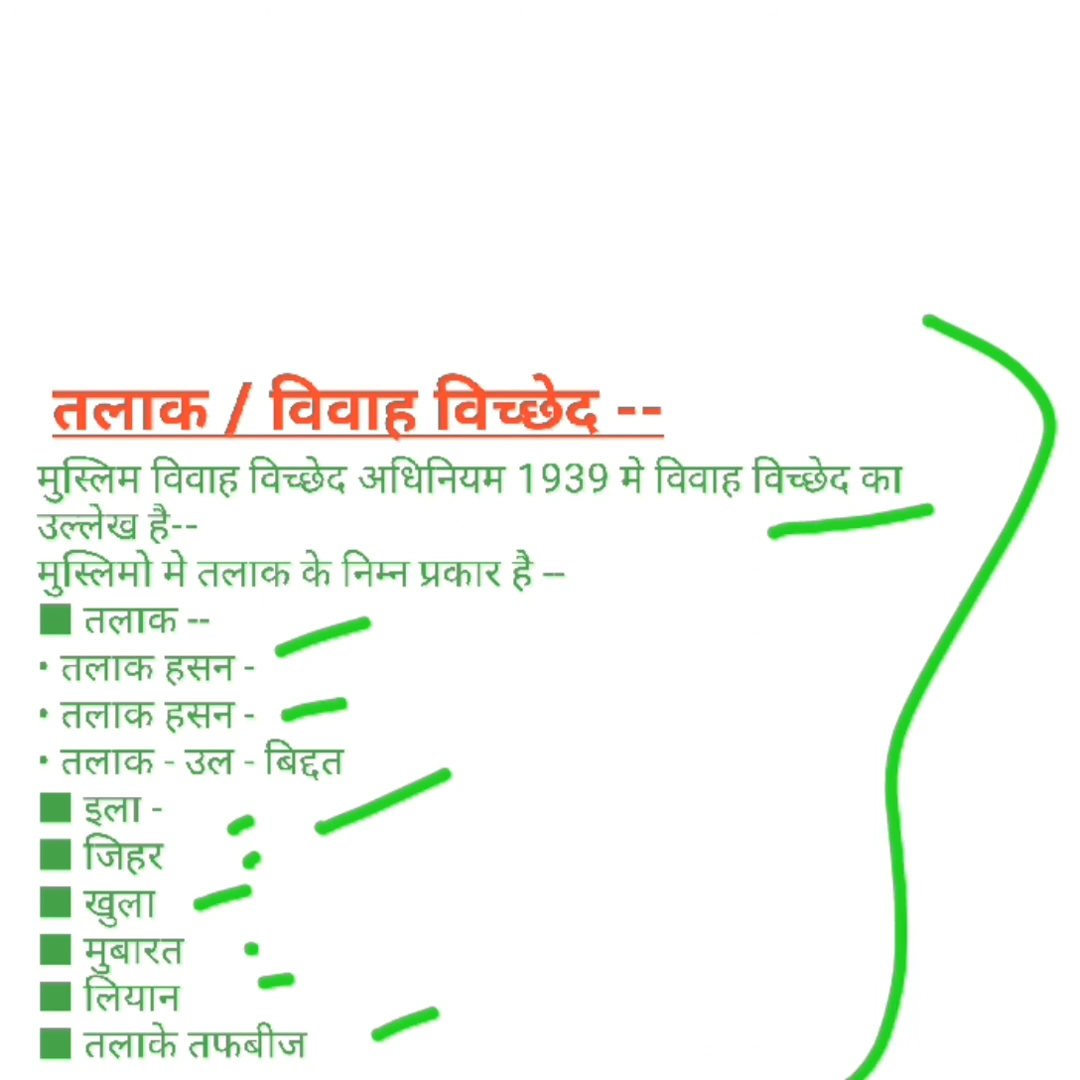 तलाक / विवाह विच्छेद --
मुस्लिम विवाह विच्छेद अधिनियम 1939 मे विवाह विच्छेद का
उल्लेख है--
मुस्लिमो मे तलाक के निम्न प्रकार है --
■ तलाक --
• तलाक हसन -
• तलाक हसन -
• तलाक - उल - बिद्दत
■ इला -
■ जिहर
■ खुला
■ मुबारत
■ लियान
■ तलाके तफबीज